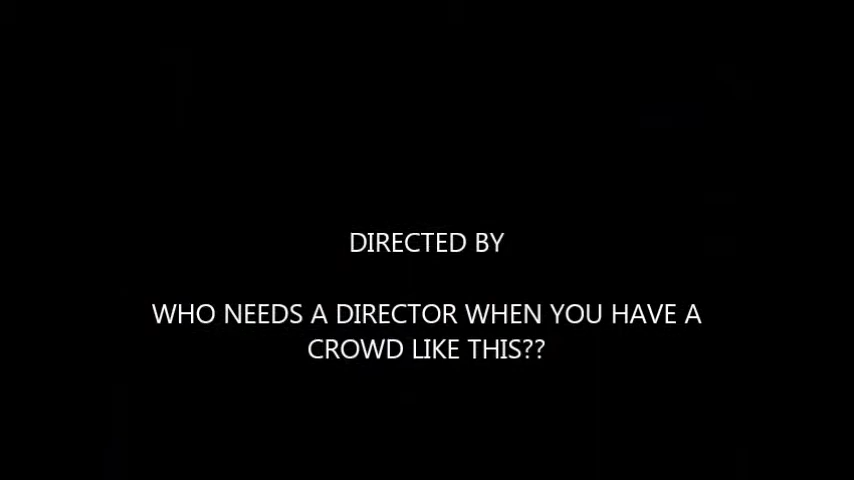 DIRECTED BY
WHO NEEDS A DIRECTOR WHEN YOU HAVE A
CROWD LIKE THIS??